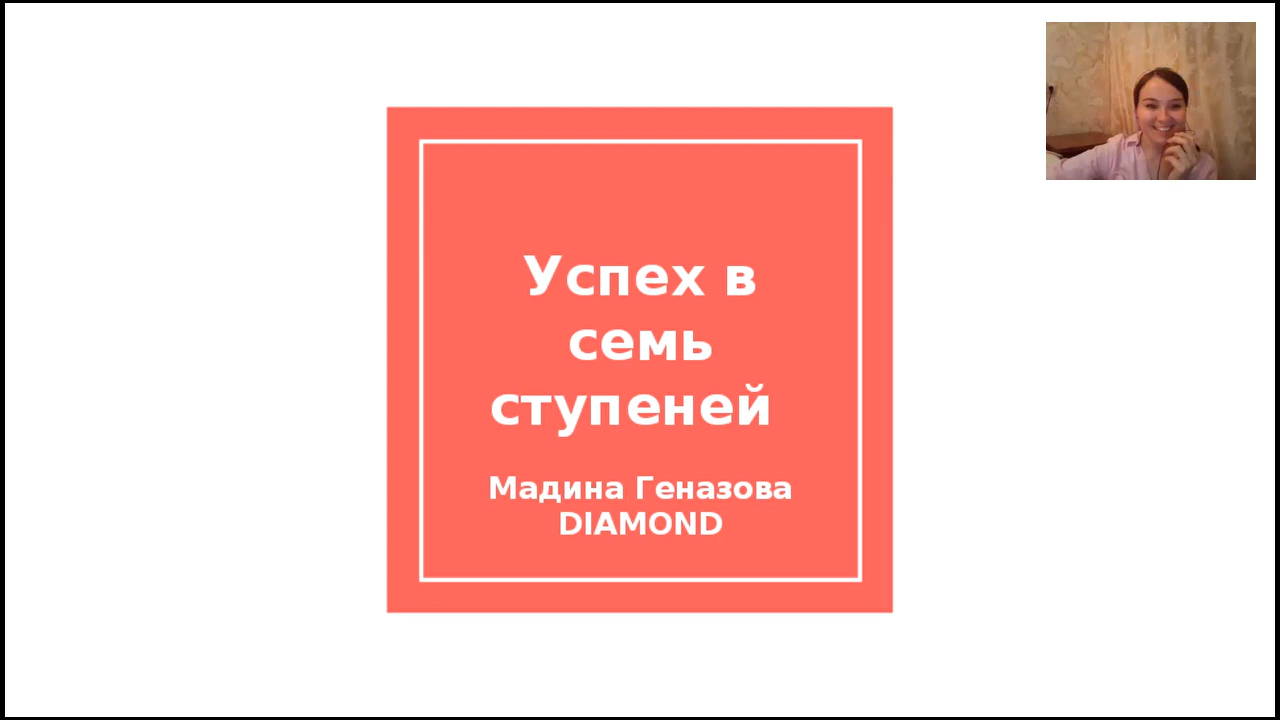 Успех в
семь
ступеней
Мадина Геназова
DIAMOND